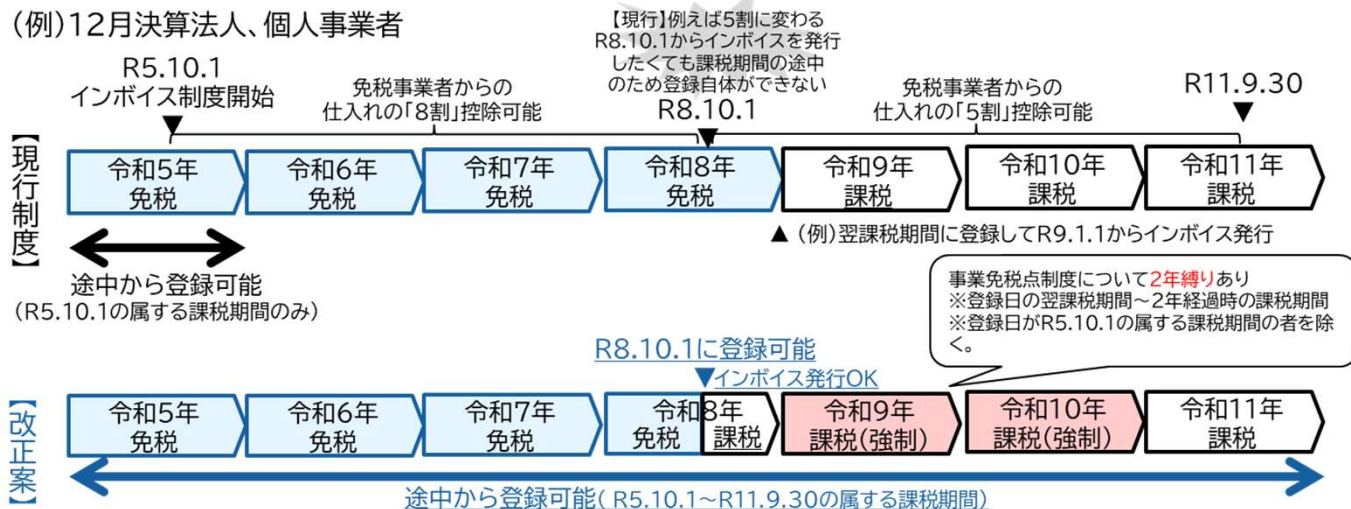 (例)12月決算法人、個人事業者
【現行】例えば5割に変わる
R8.10.1からインボイスを発行
したくても課税期間の途中
のため登録自体ができない
R5.10.1
インボイス制度開始
免税事業者からの
仕入れの「8割」控除可能
R8.10.1
免税事業者からの
仕入れの「5割」控除可能
R11.9.30
【現行制度】
令和5年
免税
令和6年
免税
令和7年
免税
令和8年
免税
令和9年
課税
令和10年
課税
令和11年
課税
▲ (例)翌課税期間に登録してR9.1.1からインボイス発行
途中から登録可能
(R5.10.1の属する課税期間のみ)
事業免税点制度について2年縛りあり
※登録日の翌課税期間~2年経過時の課税期間
※登録日がR5.10.1の属する課税期間の者を除
く。
R8.10.1に登録可能
インボイス発行OK
【改正案】
令和5年
免税
令和6年
免税
令和7年
免税
令和8年
免税 課税
令和9年
課税(強制)
令和10年
課税(強制)
令和11年
課税
途中から登録可能( R5.10.1~R11.9.30の属する課税期間)